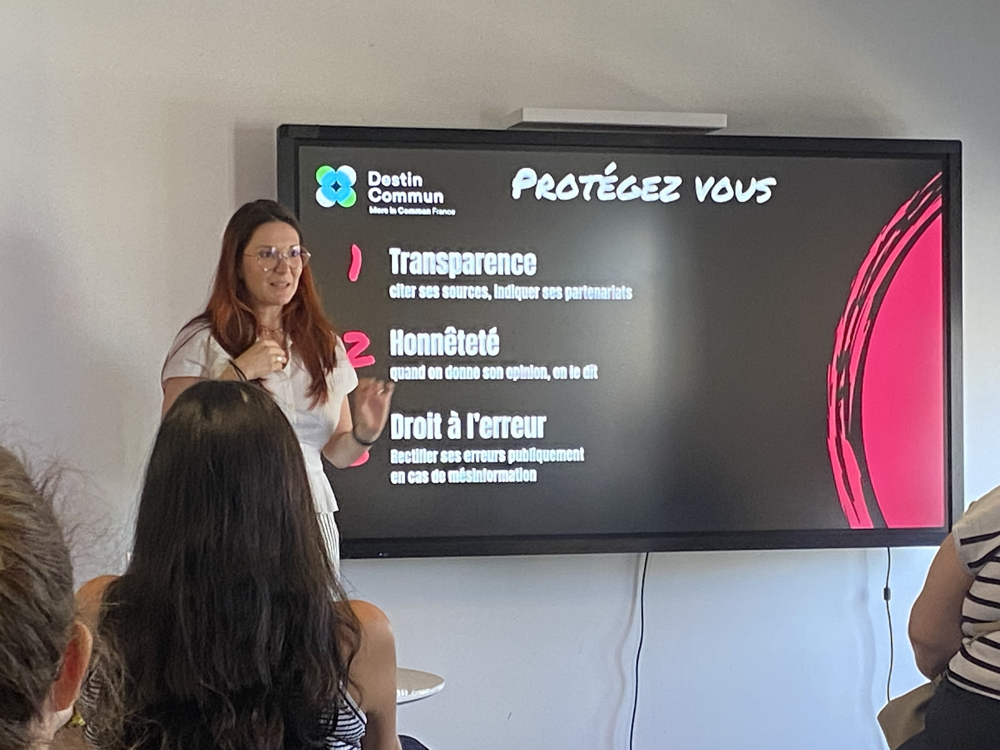 Destin
Commun
More in Common France
PROTÉGEZ VOUS
1
Transparence
citer ses sources, indiquer ses partenariats
2
Honnêteté
quand on donne son opinion, on le dit
Droit à l'erreur
Rectifier ses erreurs publiquement
en cas de mésinformation